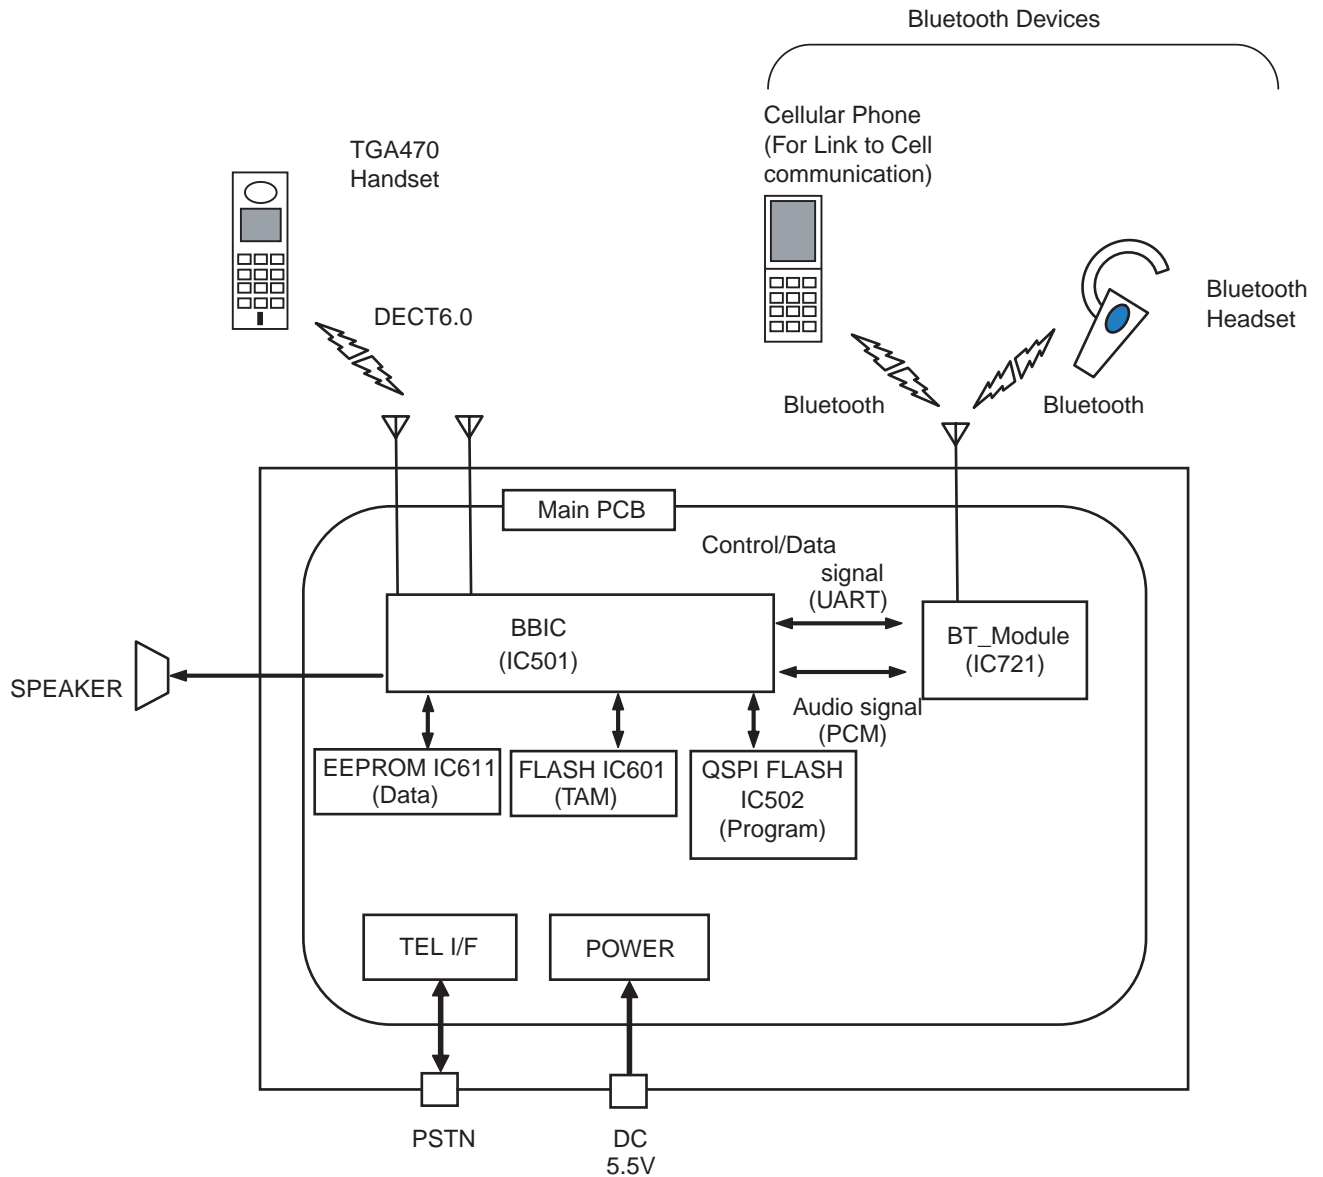 Bluetooth Devices
Cellular Phone
(For Link to Cell
communication)
TGA470
Handset
Bluetooth
Headset
DECT6.0
Bluetooth
Bluetooth
Main PCB
Control/Data
signal
(UART)
BBIC
(IC501)
BT_Module
(IC721)
SPEAKER
Audio signal
(PCM)
EEPROM IC611
(Data)
FLASH IC601
(TAM)
QSPI FLASH
IC502
(Program)
TEL I/F
POWER
PSTN
DC
5.5V